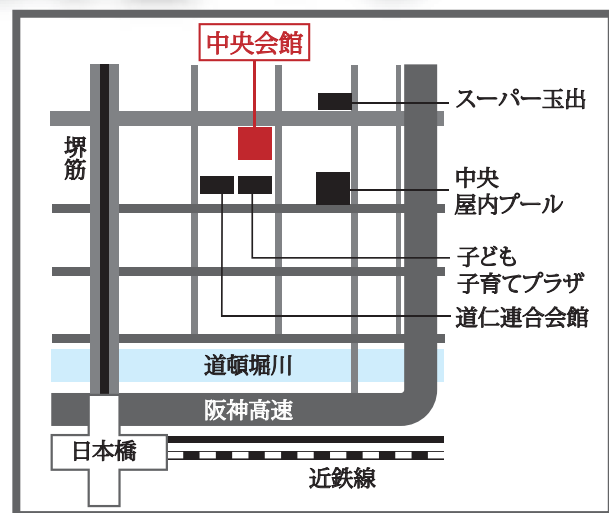 中央会館
スーパー玉出
堺筋
中央
屋内プール
子ども
子育てプラザ
道仁連合会館
道頓堀川
阪神高速
日本橋
近鉄線